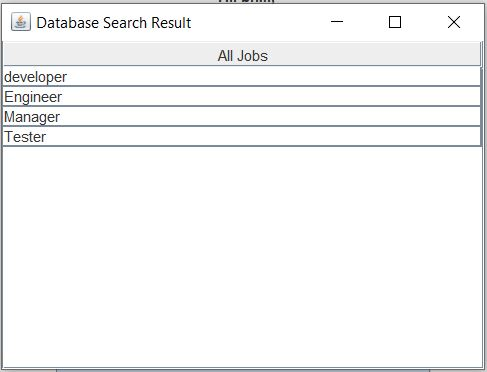 Database Search Result
All Jobs
developer
Engineer
Manager
Tester